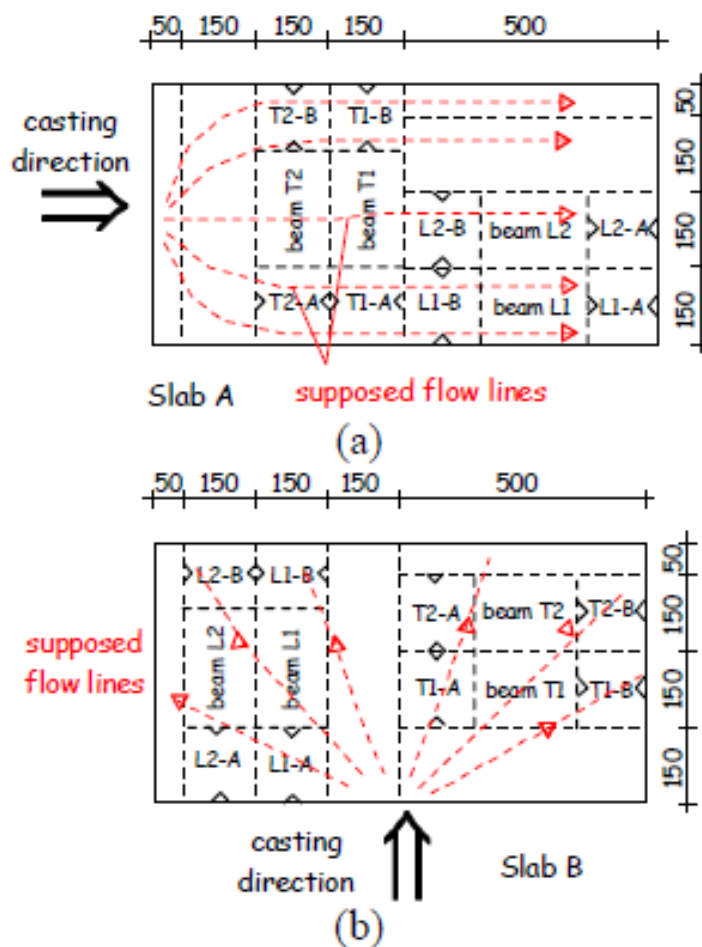 50 150 150 150 500
casting
direction
T2-B T1-B
50
150
beam T2
beam T1
L2-B beam L2 L2-A
150
T2-A T1-A L1-B beam L1 L1-A
150
supposed flow lines
Slab A
(a)
50 150 150 150 500
L2-B L1-B
50
T2-A beam T2 T2-B
150
supposed
flow lines
beam L2
beam L1
T1-A beam T1 T1-B
150
L2-A L1-A
150
casting
direction
Slab B
(b)